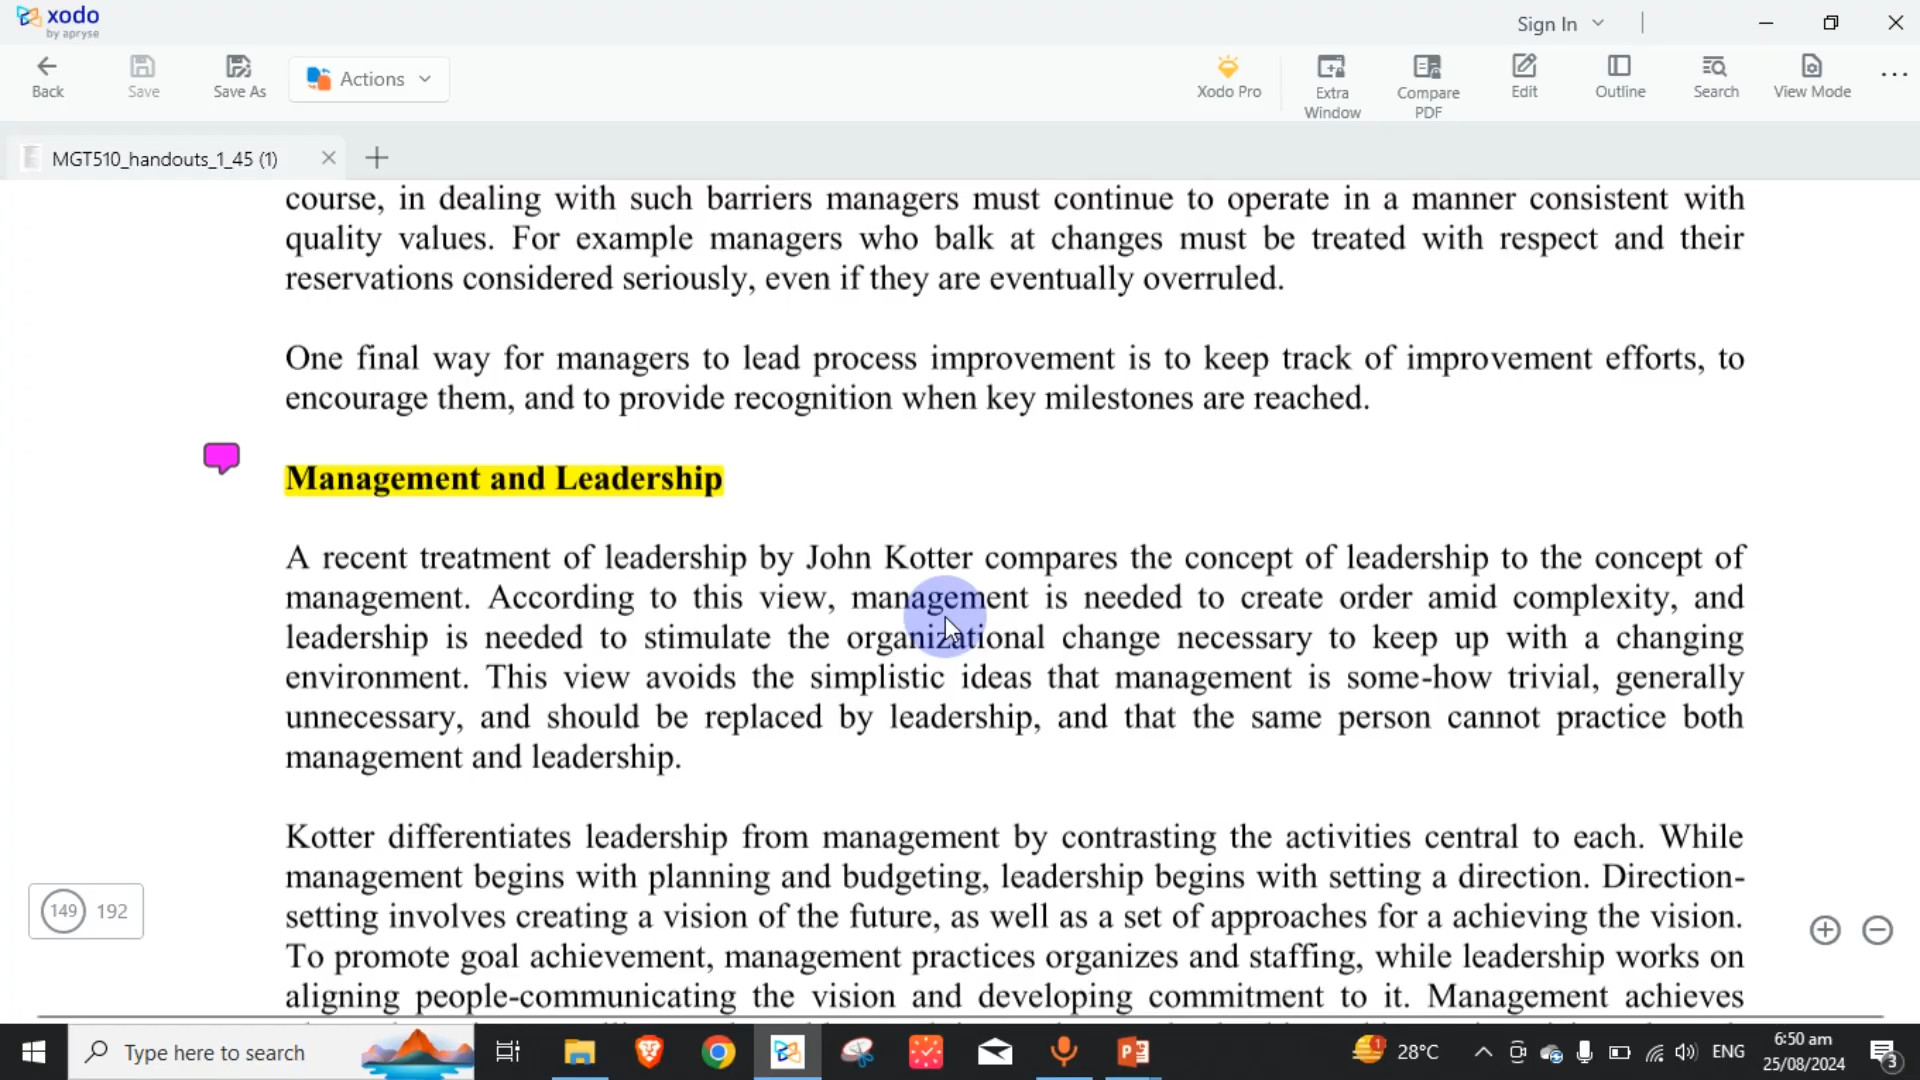 xodo
by apryse
Sign In
Back
Save
Save As
Actions
Xodo Pro
Extra
Window
Compare
PDF
Edit
Outline
Search
View Mode
MGT510_handouts_1_45 (1)
course, in dealing with such barriers managers must continue to operate in a manner consistent with
quality values. For example managers who balk at changes must be treated with respect and their
reservations considered seriously, even if they are eventually overruled.
One final way for managers to lead process improvement is to keep track of improvement efforts, to
encourage them, and to provide recognition when key milestones are reached.
Management and Leadership
A recent treatment of leadership by John Kotter compares the concept of leadership to the concept of
management. According to this view, management is needed to create order amid complexity, and
leadership is needed to stimulate the organizational change necessary to keep up with a changing
environment. This view avoids the simplistic ideas that management is some-how trivial, generally
unnecessary, and should be replaced by leadership, and that the same person cannot practice both
management and leadership.
Kotter differentiates leadership from management by contrasting the activities central to each. While
management begins with planning and budgeting, leadership begins with setting a direction. Direction-
setting involves creating a vision of the future, as well as a set of approaches for a achieving the vision.
To promote goal achievement, management practices organizes and staffing, while leadership works on
aligning people-communicating the vision and developing commitment to it. Management achieves
149 192
Type here to search
1
28°C
ENG
6:50 am
25/08/2024
3